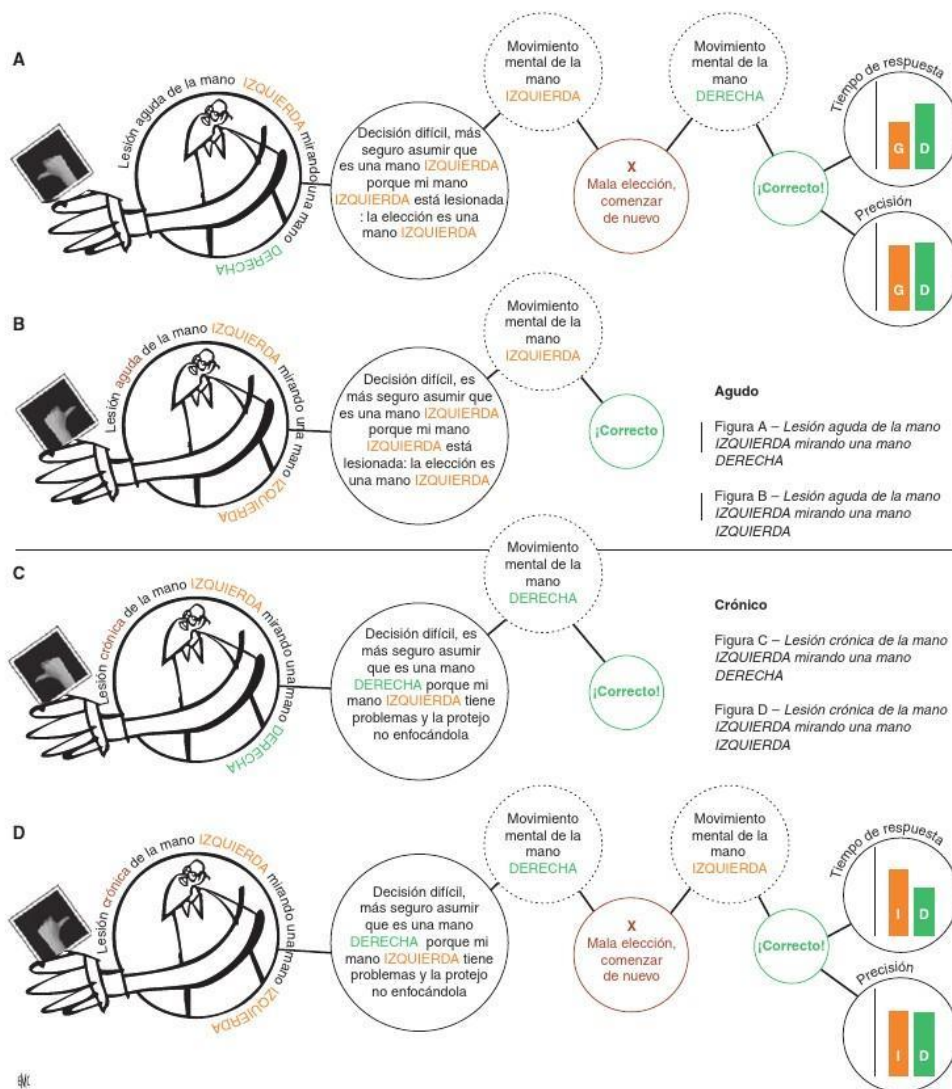 A
Lesión aguda de la mano IZQUIERDA mirando una mano DERECHA
Decisión difícil, más
seguro asumir que
es una mano IZQUIERDA
porque mi mano
IZQUIERDA está lesionada
: la elección es una
mano IZQUIERDA
Movimiento
mental de la
mano
IZQUIERDA
X
Mala elección,
comenzar
de nuevo
Movimiento
mental de la
mano
DERECHA
¡Correcto!
Tiempo de respuesta
G D
Precisión
G D
B
Lesión aguda de la mano IZQUIERDA mirando una mano IZQUIERDA
Decisión difícil, es
más seguro asumir que
es una mano IZQUIERDA
porque mi mano
IZQUIERDA está
lesionada: la elección es
una mano IZQUIERDA
Movimiento
mental de la
mano
IZQUIERDA
¡Correcto
Agudo
Figura A – Lesión aguda de la mano
IZQUIERDA mirando una mano
DERECHA
Figura B – Lesión aguda de la mano
IZQUIERDA mirando una mano
IZQUIERDA
C
Lesión crónica de la mano IZQUIERDA mirando una mano DERECHA
Decisión difícil, es
más seguro asumir
que es una mano
DERECHA porque mi
mano IZQUIERDA tiene
problemas y la protejo
no enfocándola
Movimiento
mental de la
mano
DERECHA
¡Correcto!
Crónico
Figura C – Lesión crónica de la mano
IZQUIERDA mirando una mano
DERECHA
Figura D – Lesión crónica de la mano
IZQUIERDA mirando una mano
IZQUIERDA
D
Lesión crónica de la mano IZQUIERDA mirando una mano IZQUIERDA
Decisión difícil,
más seguro asumir
que es una mano
DERECHA porque mi
mano IZQUIERDA tiene
problemas y la protejo
no enfocándola
Movimiento
mental de la
mano
DERECHA
X
Mala elección,
comenzar
de nuevo
Movimiento
mental de la
mano
IZQUIERDA
¡Correcto!
Tiempo de respuesta
I D
Precisión
I D